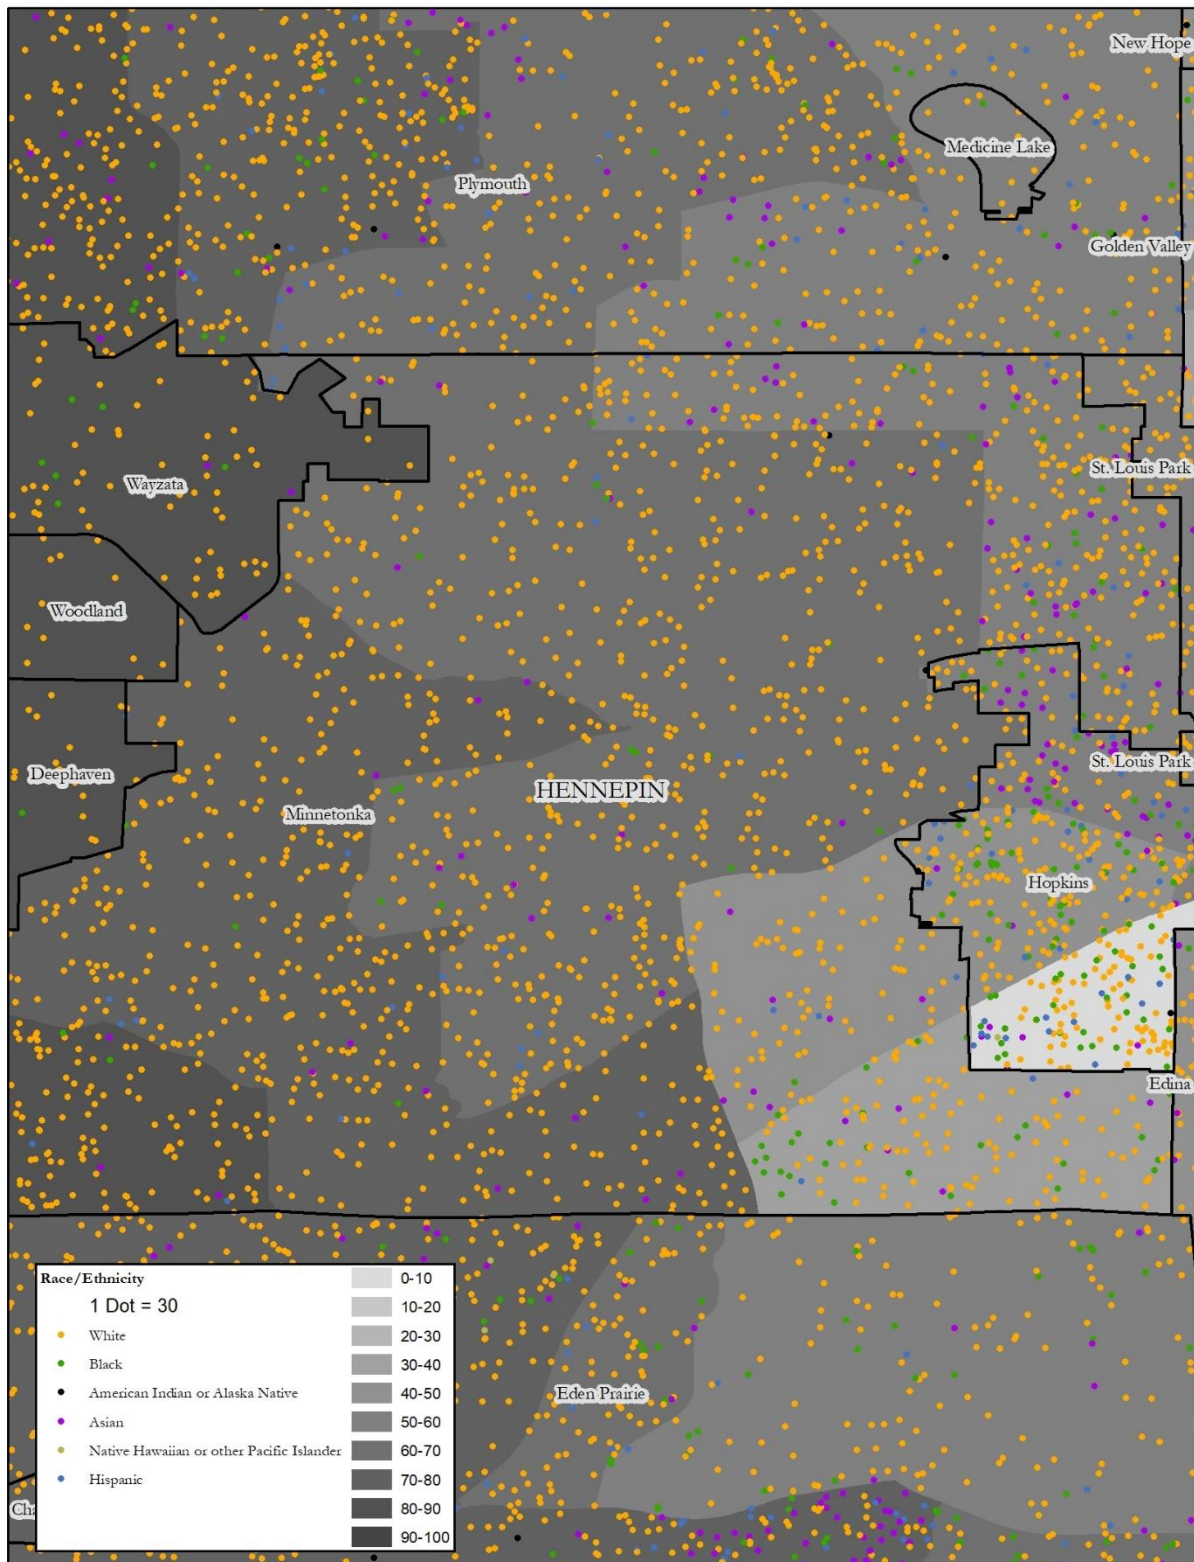 New Hope
Medicine Lake
Plymouth
Golden Valley
St. Louis Park
Wayzata
Woodland
St. Louis Park
Deephaven
HENNEPIN
Minnetonka
Hopkins
Edina
Race/Ethnicity
1 Dot = 30
White
Black
American Indian or Alaska Native
Asian
Native Hawaiian or other Pacific Islander
Hispanic
0-10
10-20
20-30
30-40
40-50
50-60
60-70
70-80
80-90
90-100
Eden Prairie
Cha